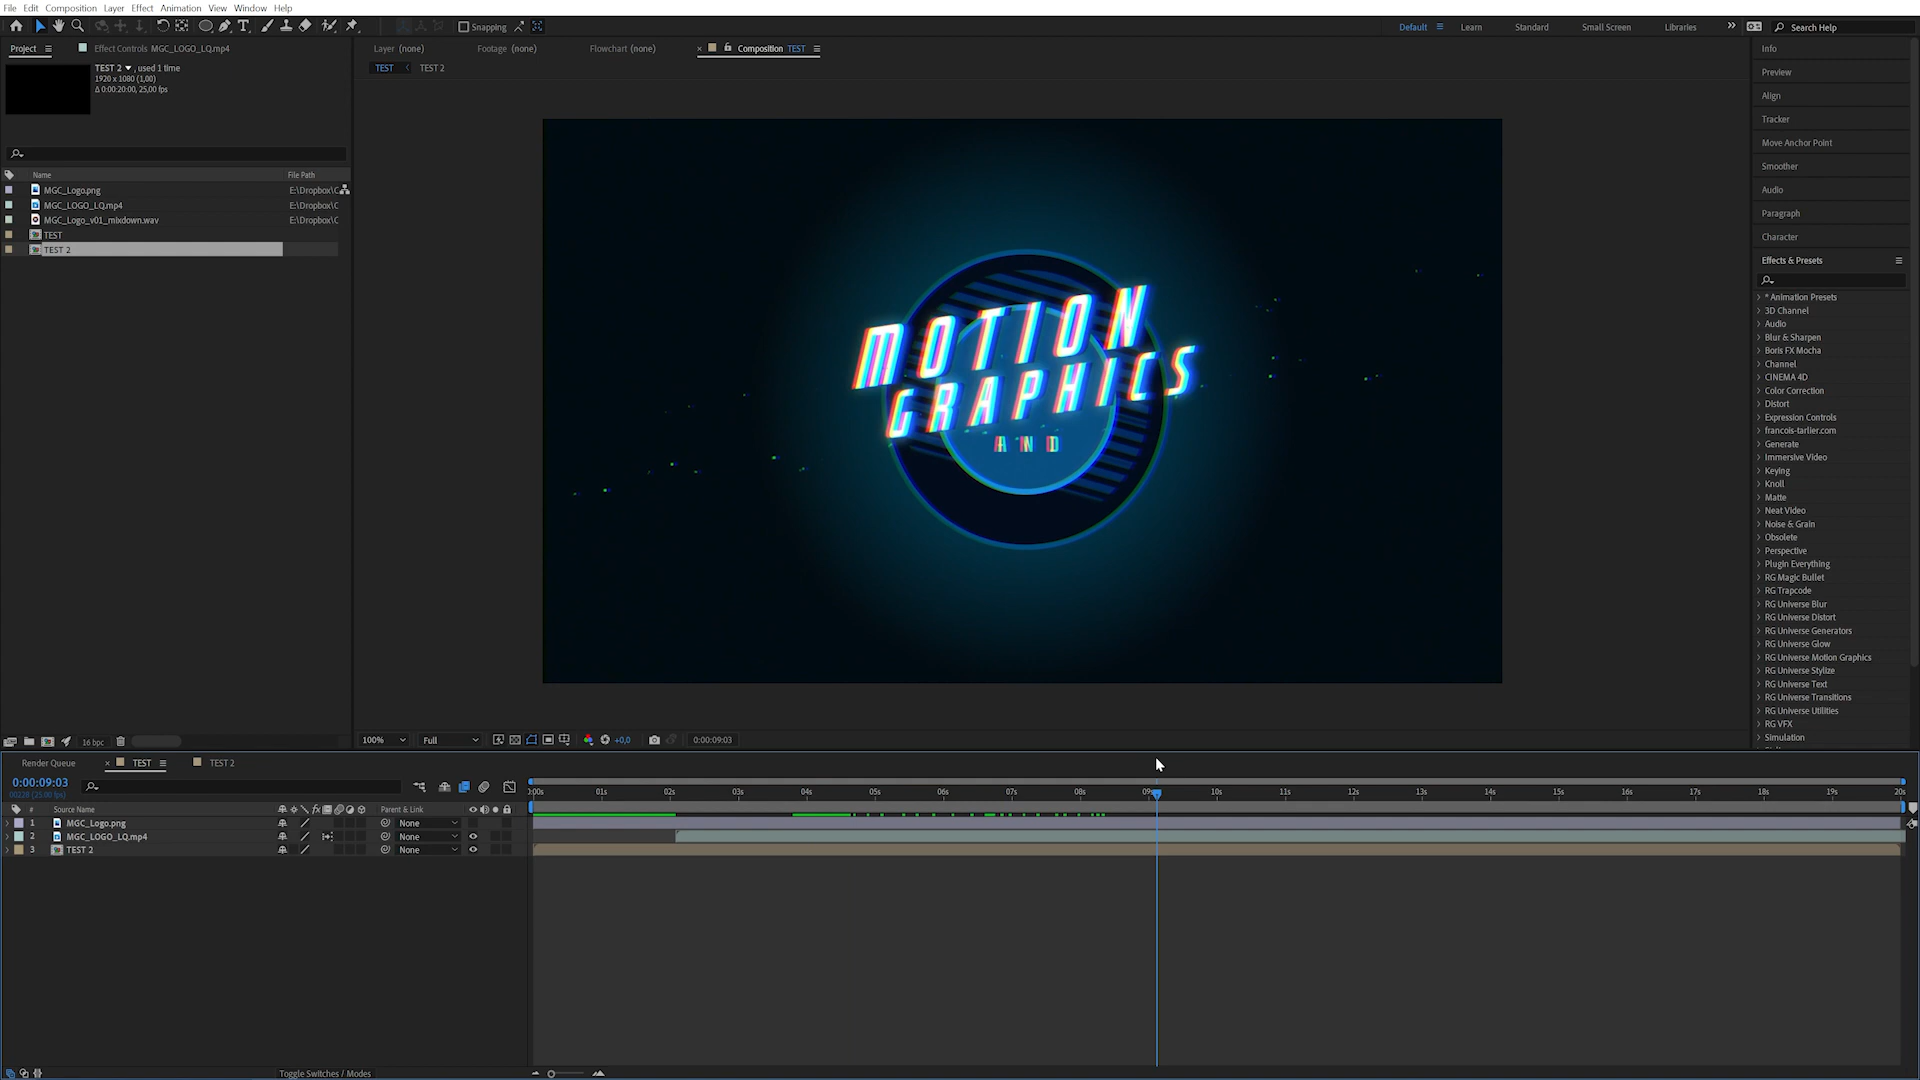 File Edit Composition Layer Effect Animation View Window Help
Snapping
Default Learn Standard Small Screen Libraries Search Help
Project Effect Controls MGC_LOGO_LQ.mp4
Layer (none) Footage (none) Flowchart (none) Composition TEST
TEST TEST 2
TEST 2 , used 1 time
1920 x 1080 (1,00)
Δ 0:00:20:00, 25,00 fps
Name File Path
MGC_Logo.png E:\Dropbox\C
MGC_LOGO_LQ.mp4 E:\Dropbox\C
MGC_Logo_v01_mixdown.wav E:\Dropbox\C
TEST
TEST 2
MOTION
GRAPHICS
AND
Info
Preview
Align
Tracker
Move Anchor Point
Smoother
Audio
Paragraph
Character
Effects & Presets
* Animation Presets
3D Channel
Audio
Blur & Sharpen
Boris FX Mocha
Channel
CINEMA 4D
Color Correction
Distort
Expression Controls
francois-tarlier.com
Generate
Immersive Video
Keying
Knoll
Matte
Neat Video
Noise & Grain
Obsolete
Perspective
Plugin Everything
RG Magic Bullet
RG Trapcode
RG Universe Blur
RG Universe Distort
RG Universe Generators
RG Universe Glow
RG Universe Motion Graphics
RG Universe Stylize
RG Universe Text
RG Universe Transitions
RG Universe Utilities
RG VFX
Simulation
16 bpc
100% Full +0,0 0:00:09:03
Render Queue TEST TEST 2
0:00:09:03
00228 (25.00 fps)
:00s 01s 02s 03s 04s 05s 06s 07s 08s 09s 10s 11s 12s 13s 14s 15s 16s 17s 18s 19s 20s
# Source Name fx Parent & Link
1 MGC_Logo.png None
2 MGC_LOGO_LQ.mp4 None
3 TEST 2 None
Toggle Switches / Modes